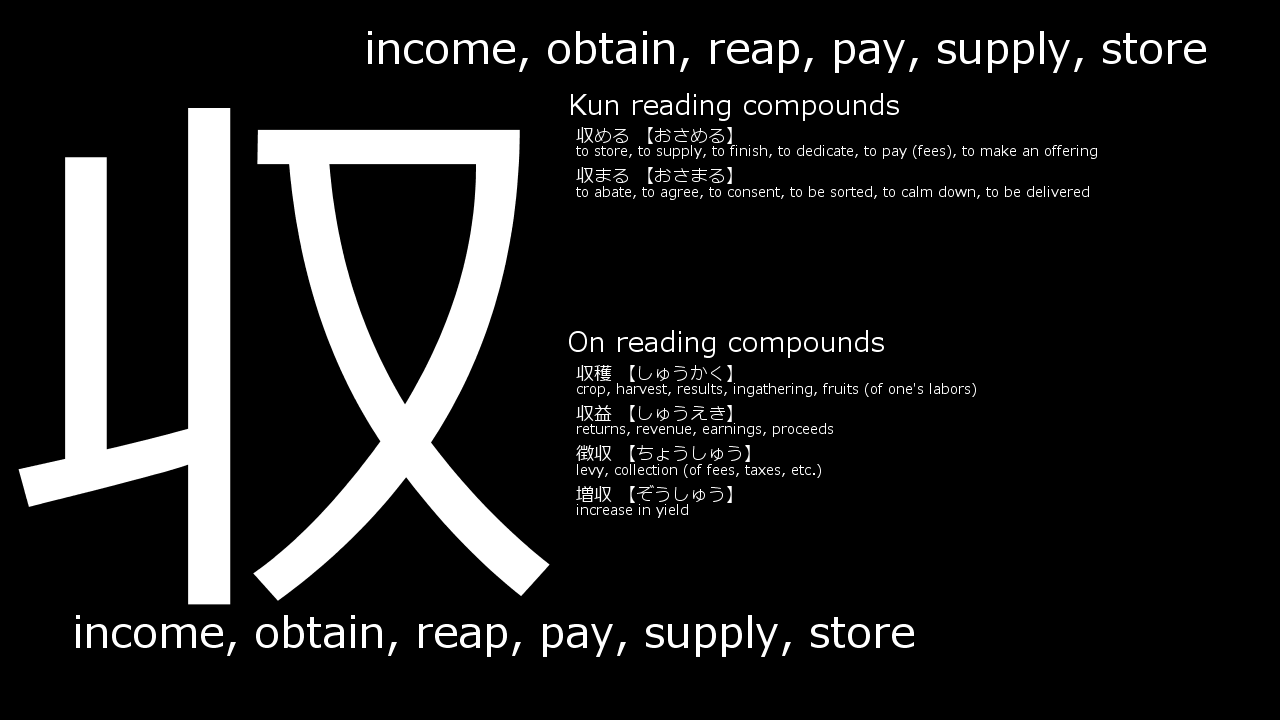 income, obtain, reap, pay, supply, store
収
Kun reading compounds
収める 【おさめる】
to store, to supply, to finish, to dedicate, to pay (fees), to make an offering
収まる 【おさまる】
to abate, to agree, to consent, to be sorted, to calm down, to be delivered
On reading compounds
収穫 【しゅうかく】
crop, harvest, results, ingathering, fruits (of one's labors)
収益 【しゅうえき】
returns, revenue, earnings, proceeds
徴収 【ちょうしゅう】
levy, collection (of fees, taxes, etc.)
増収 【ぞうしゅう】
increase in yield
income, obtain, reap, pay, supply, store